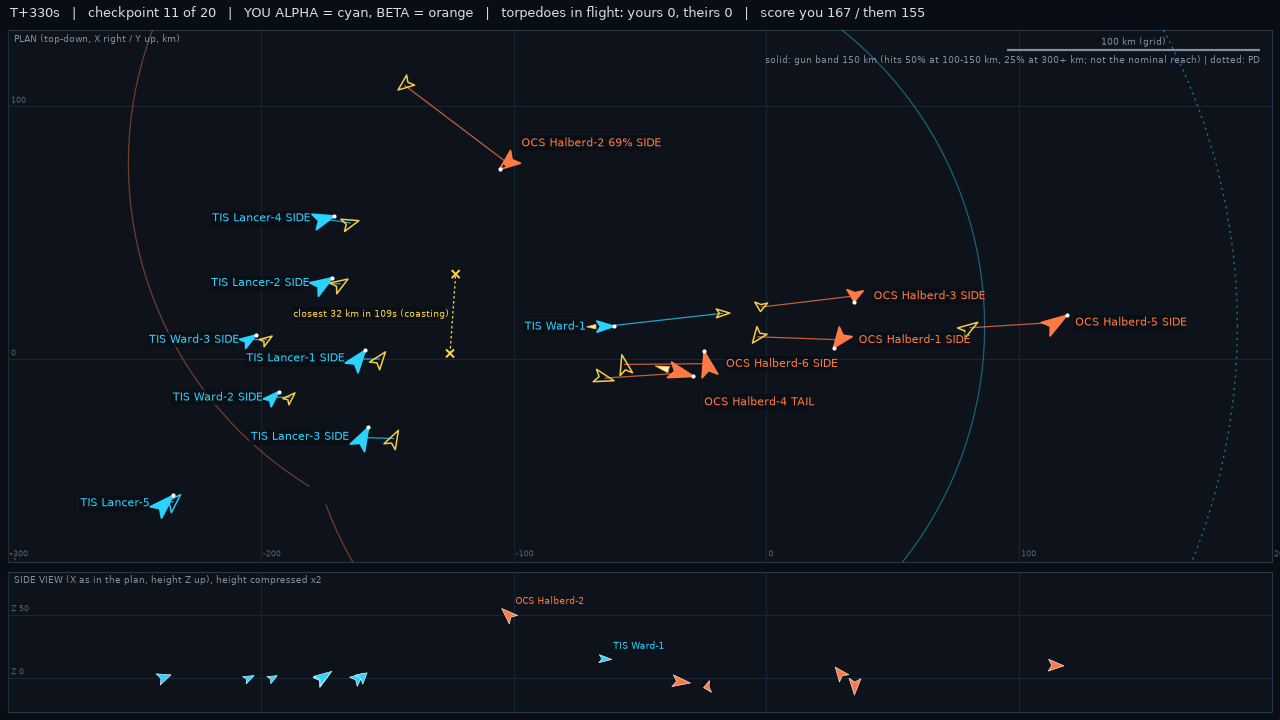 T+330s | checkpoint 11 of 20 | YOU ALPHA = cyan, BETA = orange | torpedoes in flight: yours 0, theirs 0 | score you 167 / them 155
PLAN (top-down, X right / Y up, km)
100 km (grid)
solid: gun band 150 km (hits 50% at 100-150 km, 25% at 300+ km; not the nominal reach) | dotted: PD
100
OCS Halberd-2 69% SIDE
TIS Lancer-4 SIDE
TIS Lancer-2 SIDE
OCS Halberd-3 SIDE
closest 32 km in 109s (coasting)
TIS Ward-1
OCS Halberd-5 SIDE
TIS Ward-3 SIDE
OCS Halberd-1 SIDE
0
TIS Lancer-1 SIDE
OCS Halberd-6 SIDE
TIS Ward-2 SIDE
OCS Halberd-4 TAIL
TIS Lancer-3 SIDE
TIS Lancer-5
-300
-200
-100
0
100
SIDE VIEW (X as in the plan, height Z up), height compressed x2
Z 50
OCS Halberd-2
TIS Ward-1
Z 0